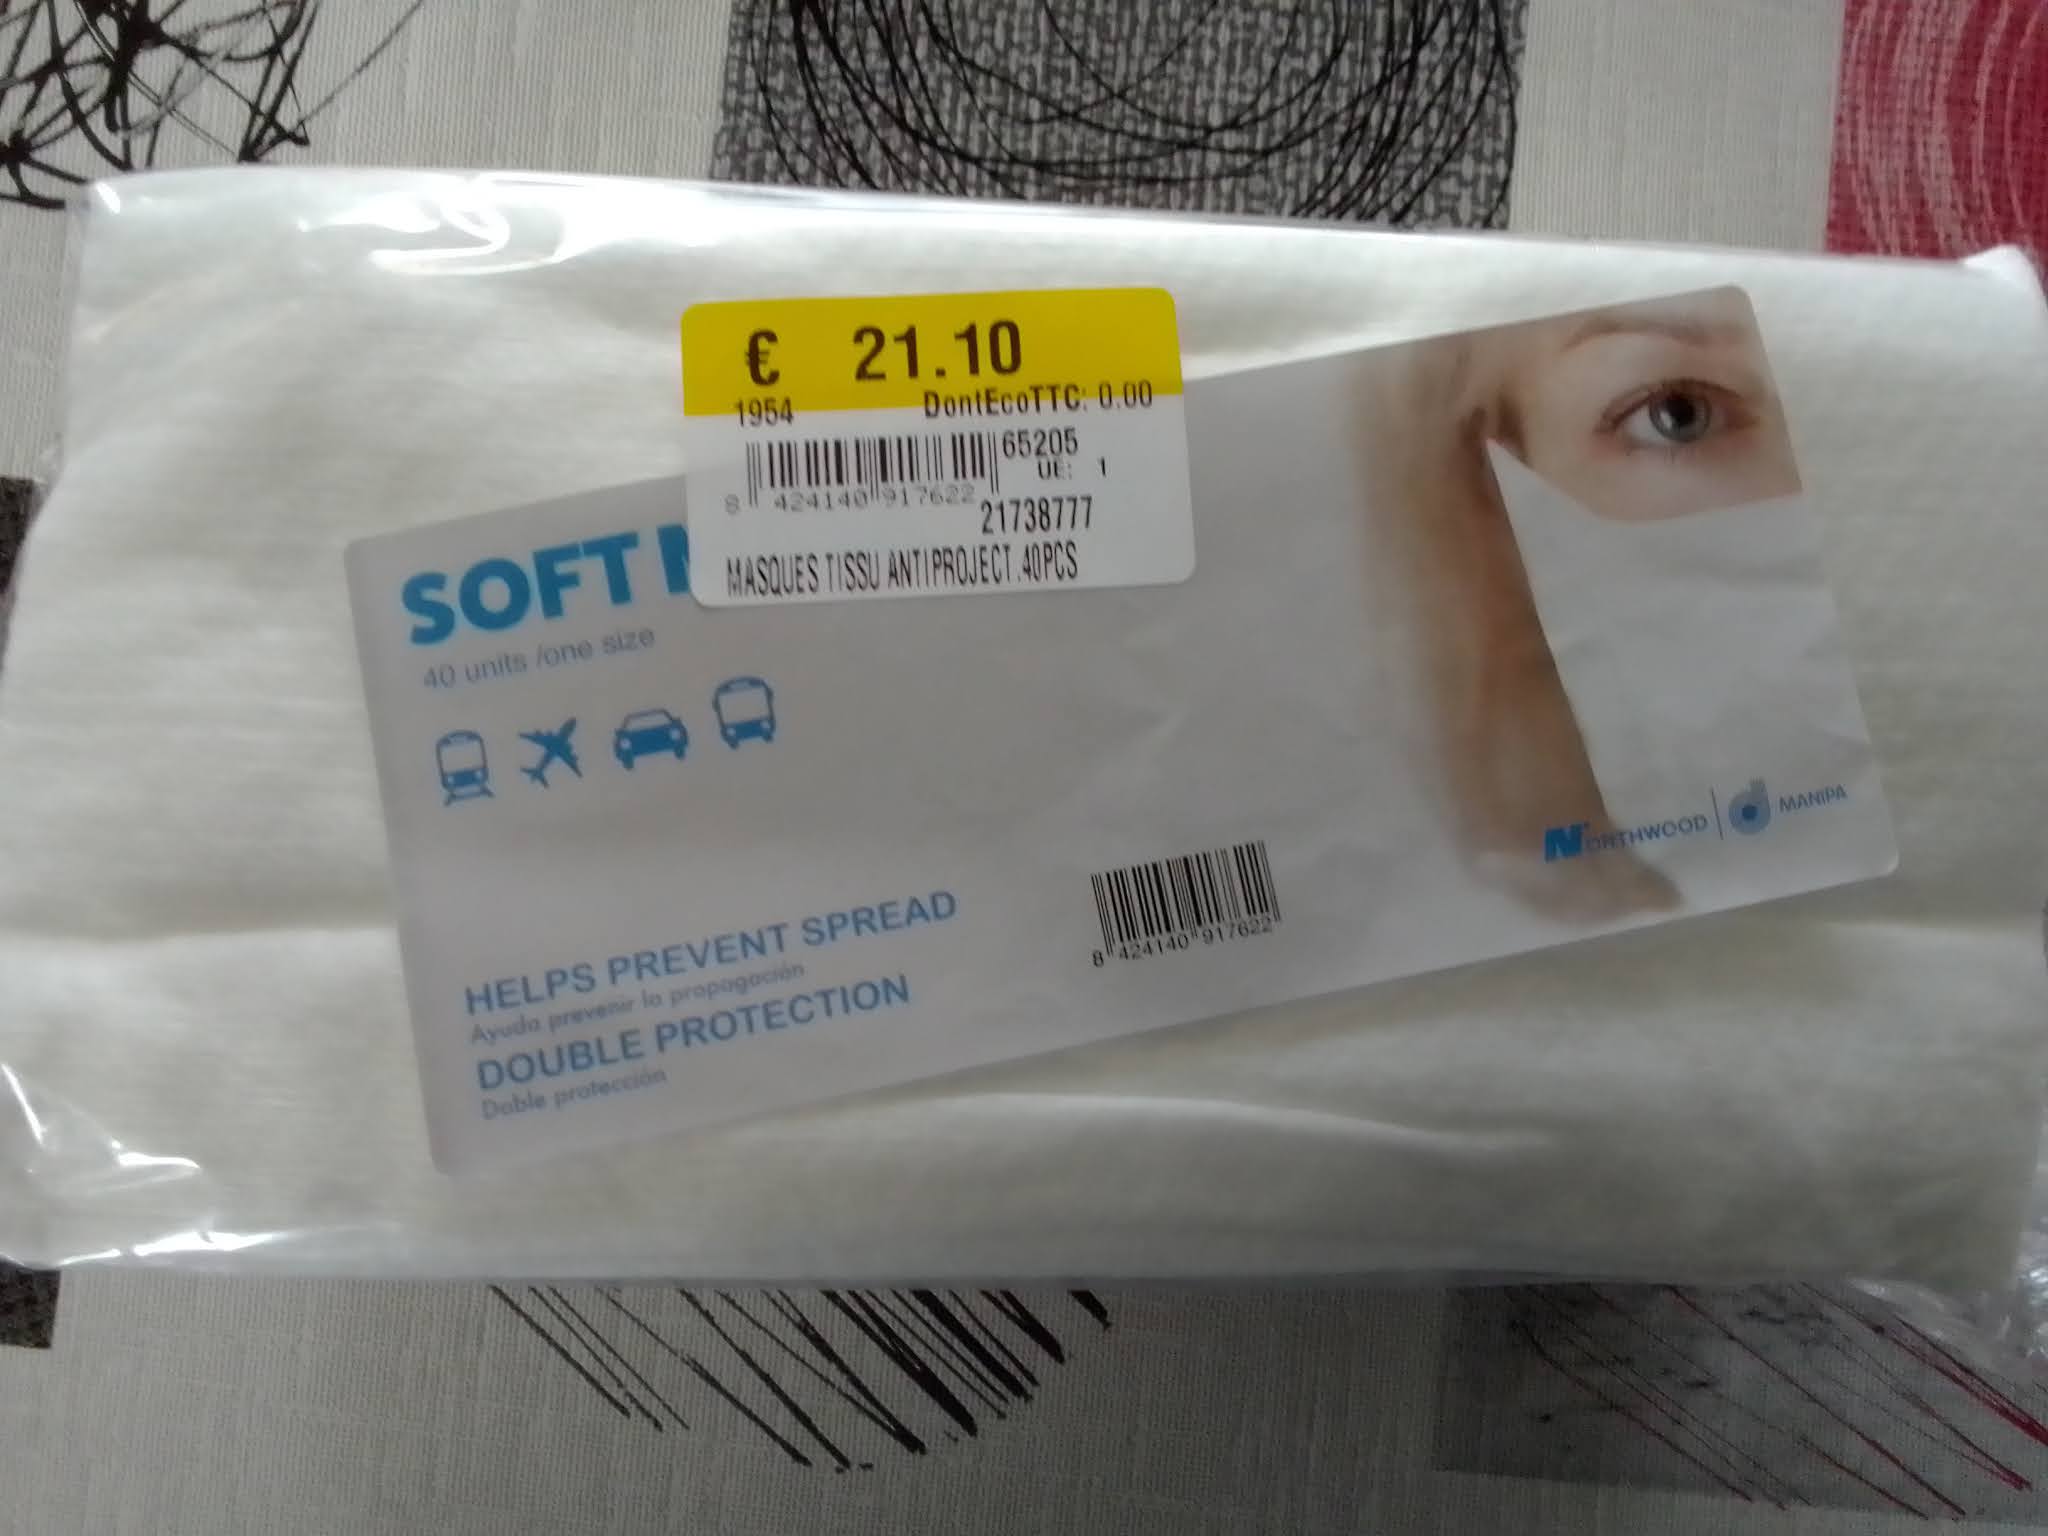 € 21.10
1954 DontEcoTTC: 0.00
65205
UE: 1
8 424140 917622
21738777
MASQUES TISSU ANTIPROJECT.40PCS
SOFT
40 units /one size
HELPS PREVENT SPREAD
Ayuda prevenir la propagación
DOUBLE PROTECTION
Doble protección
8 424140 917622
NORTHWOOD
MANIPA